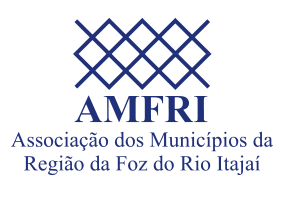 AMFRI
Associação dos Municípios da
Região da Foz do Rio Itajaí